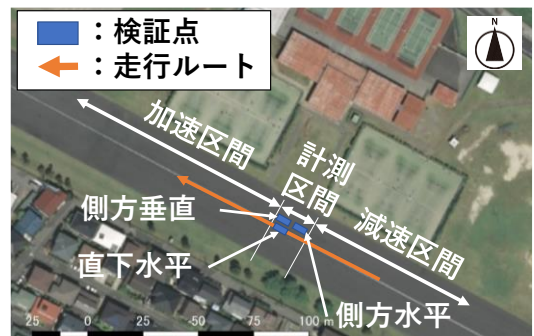 ：検証点
：走行ルート
N
加速区間
計測
区間
減速区間
側方垂直
直下水平
側方水平
25 0 -50 75 100 m